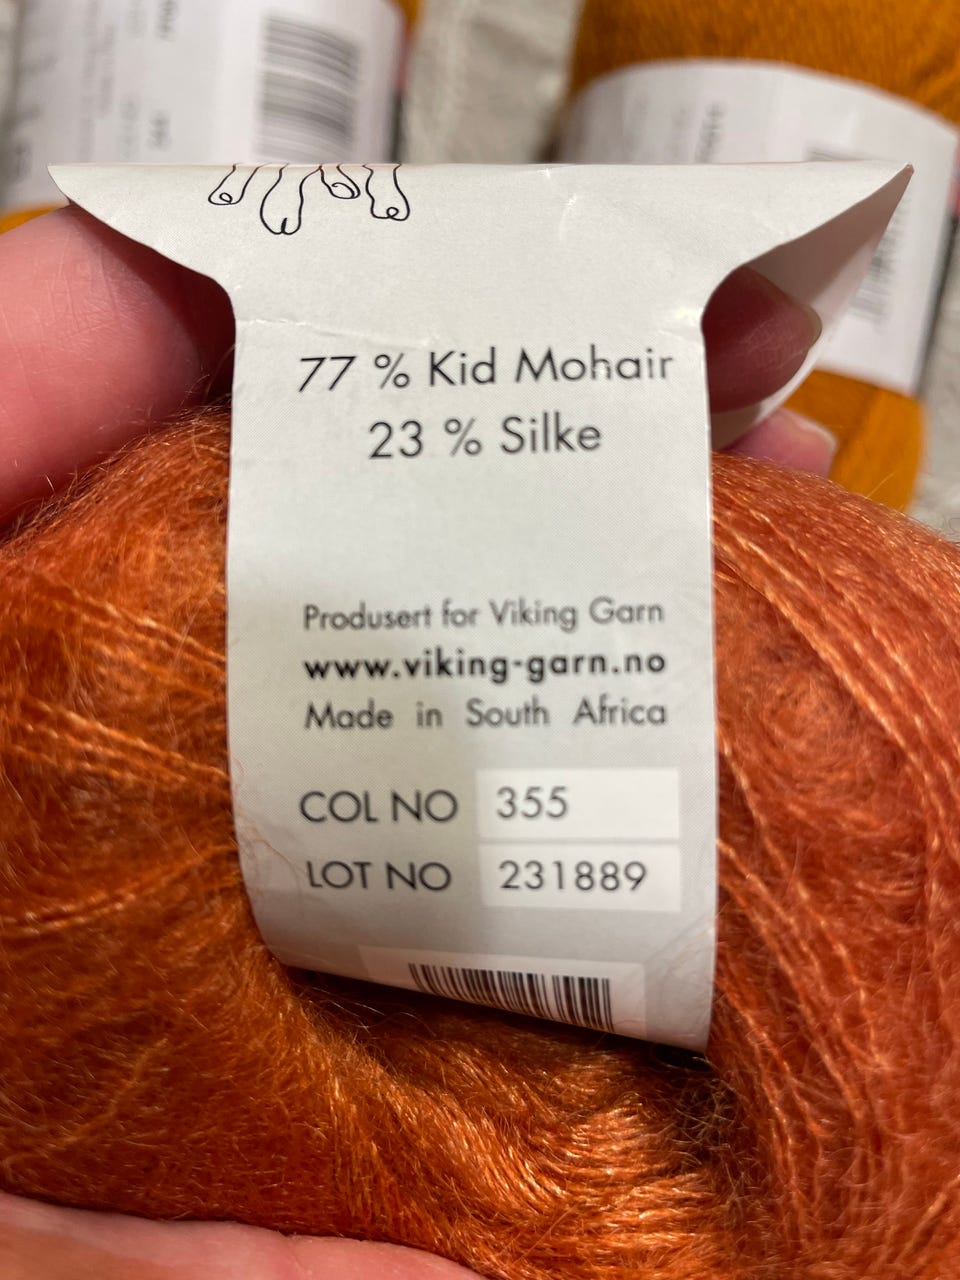 77 % Kid Mohair
23 % Silke
Produsert for Viking Garn
www.viking-garn.no
Made in South Africa
COL NO 355
LOT NO 231889